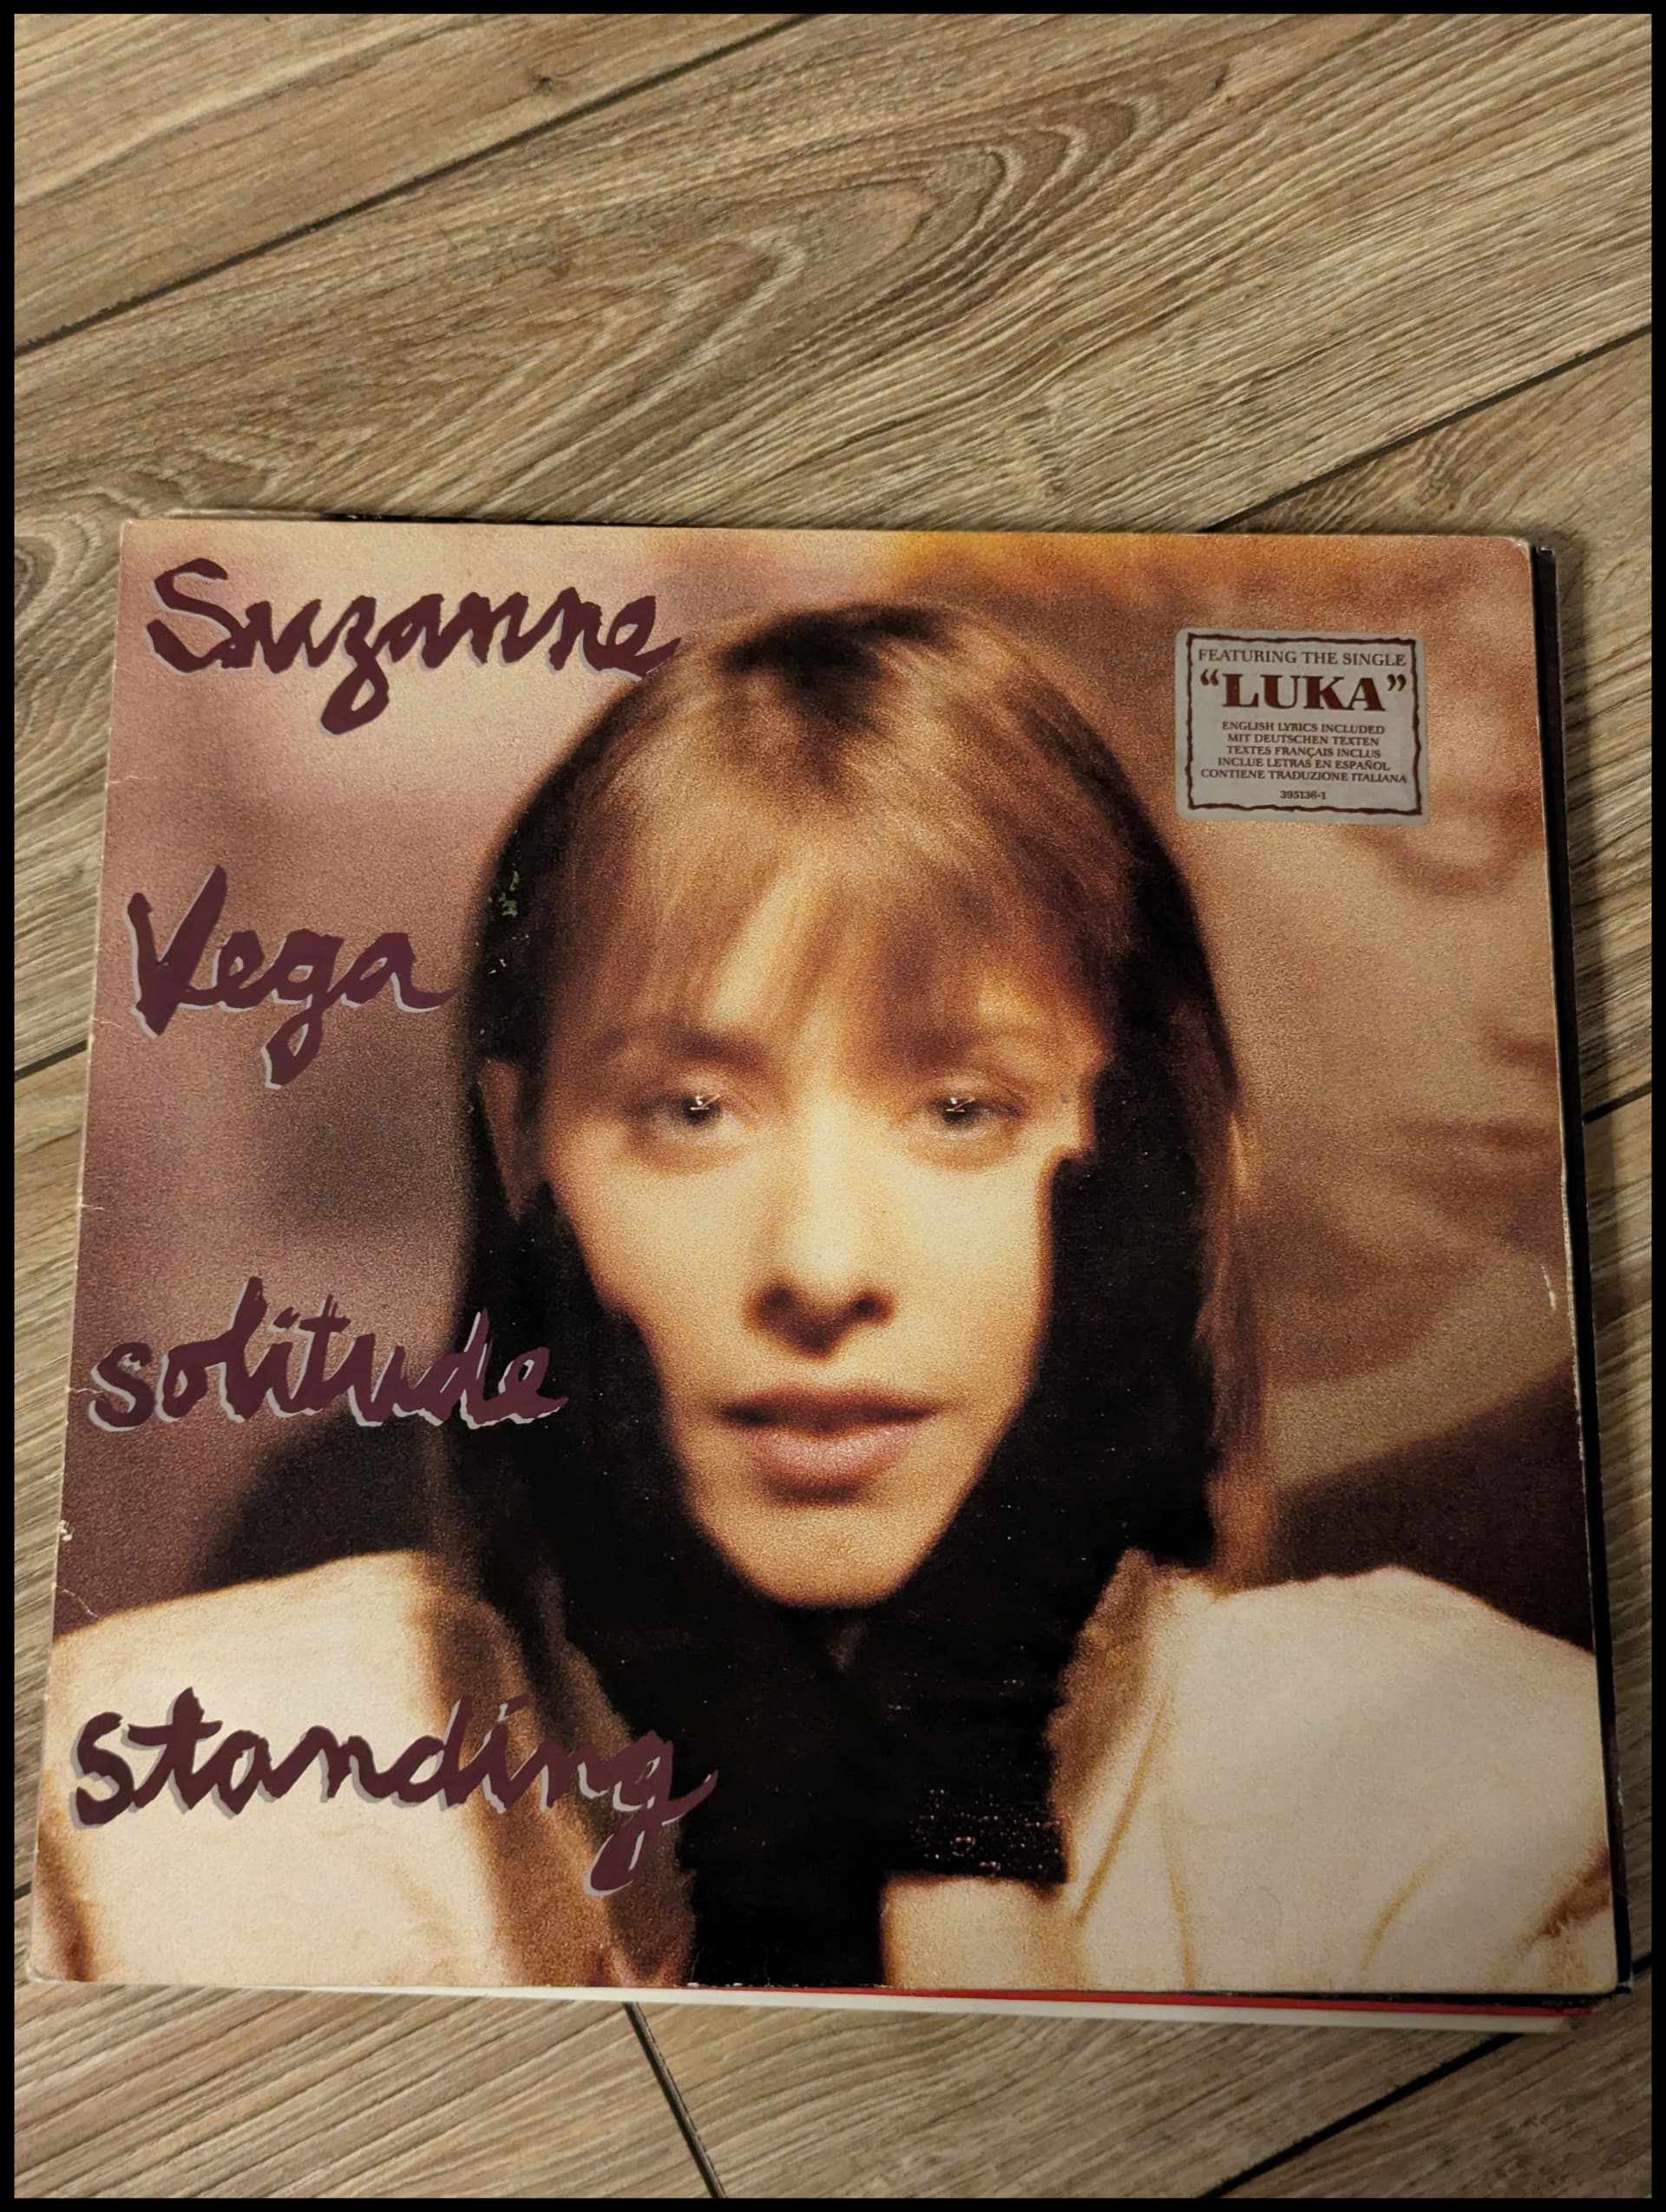 Suzanne
Vega
solitude
standing
FEATURING THE SINGLE
“LUKA”
ENGLISH LYRICS INCLUDED
MIT DEUTSCHEN TEXTEN
TEXTES FRANÇAIS INCLUS
INCLUE LETRAS EN ESPAÑOL
CONTIENE TRADUZIONE ITALIANA
395136-1